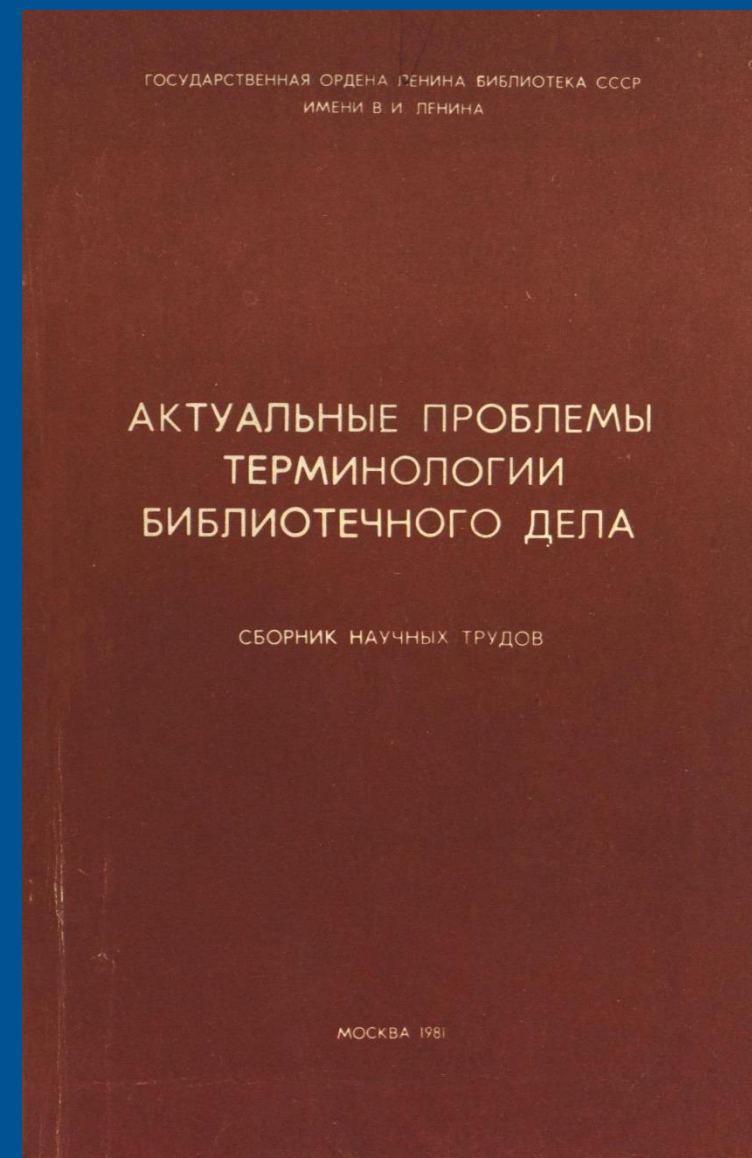 ГОСУДАРСТВЕННАЯ ОРДЕНА ЛЕНИНА БИБЛИОТЕКА СССР
ИМЕНИ В. И. ЛЕНИНА
АКТУАЛЬНЫЕ ПРОБЛЕМЫ
ТЕРМИНОЛОГИИ
БИБЛИОТЕЧНОГО ДЕЛА
СБОРНИК НАУЧНЫХ ТРУДОВ
МОСКВА 1981